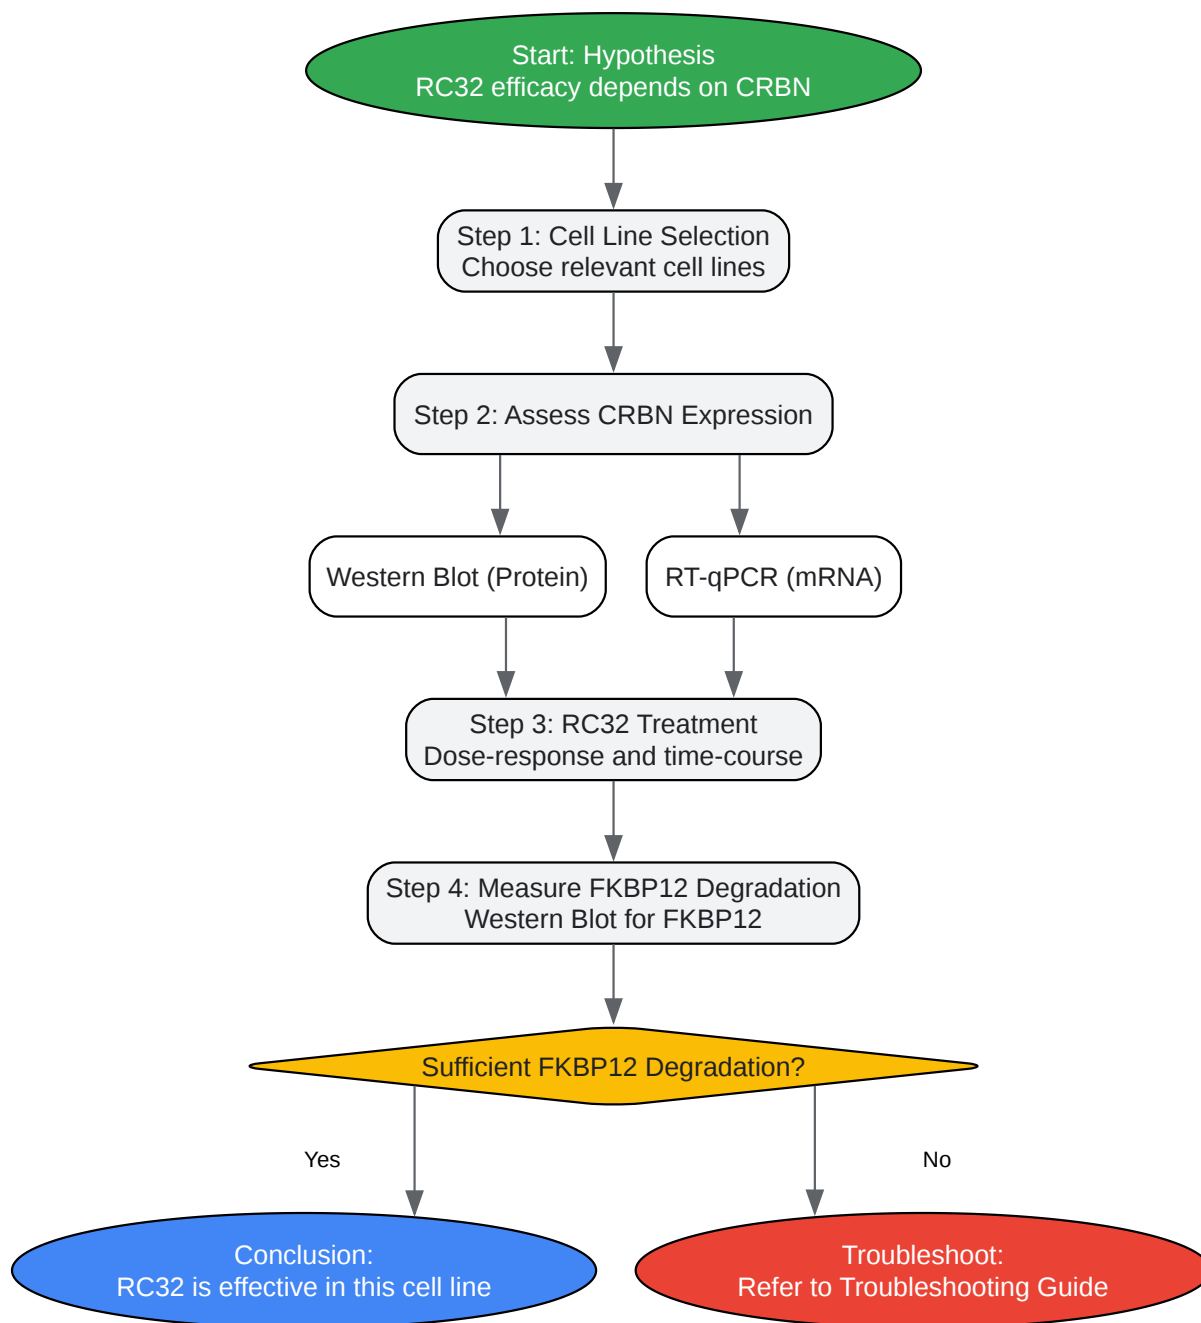 Start: Hypothesis
RC32 efficacy depends on CRBN
Step 1: Cell Line Selection
Choose relevant cell lines
Step 2: Assess CRBN Expression
Western Blot (Protein)
RT-qPCR (mRNA)
Step 3: RC32 Treatment
Dose-response and time-course
Step 4: Measure FKBP12 Degradation
Western Blot for FKBP12
Sufficient FKBP12 Degradation?
Yes
No
Conclusion:
RC32 is effective in this cell line
Troubleshoot:
Refer to Troubleshooting Guide